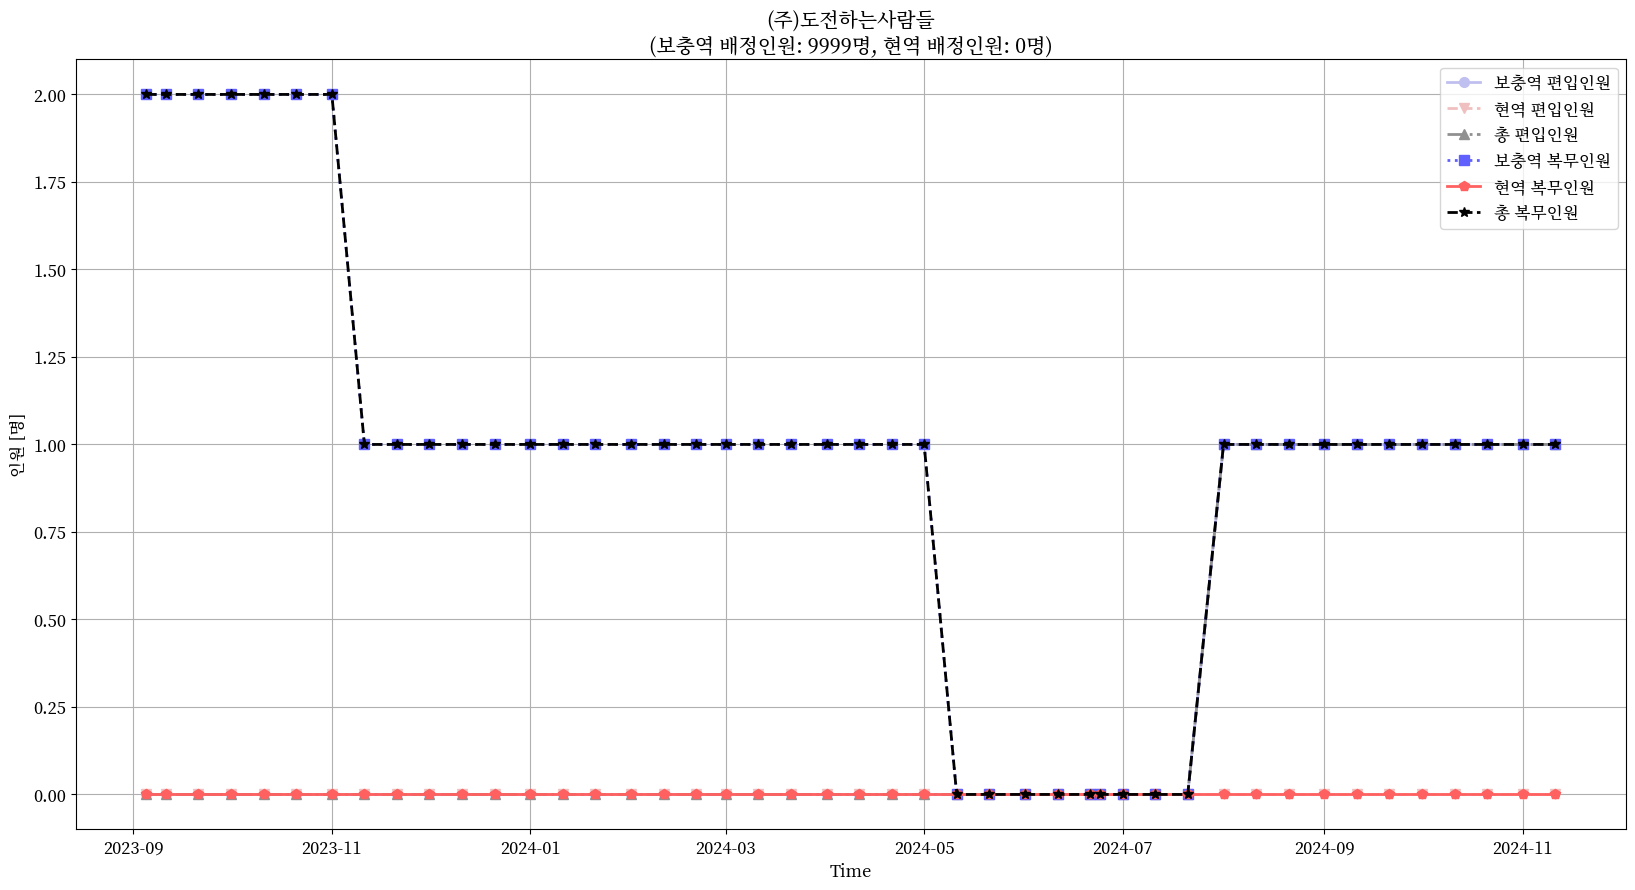 (주)도전하는사람들
(보충역 배정인원: 9999명, 현역 배정인원: 0명)
보충역 편입인원
현역 편입인원
총 편입인원
보충역 복무인원
현역 복무인원
총 복무인원
인원 [명]
2.00
1.75
1.50
1.25
1.00
0.75
0.50
0.25
0.00
2023-09
2023-11
2024-01
2024-03
2024-05
2024-07
2024-09
2024-11
Time